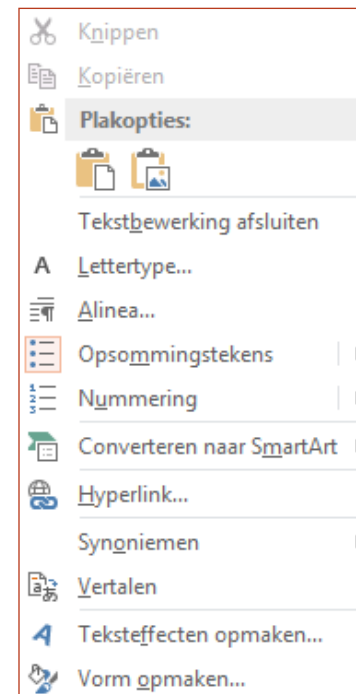 Knippen
Kopiëren
Plakopties:
Tekstbewerking afsluiten
Lettertype...
Alinea...
Opsommingstekens
Nummering
Converteren naar SmartArt
Hyperlink...
Synoniemen
Vertalen
Teksteffecten opmaken...
Vorm opmaken...